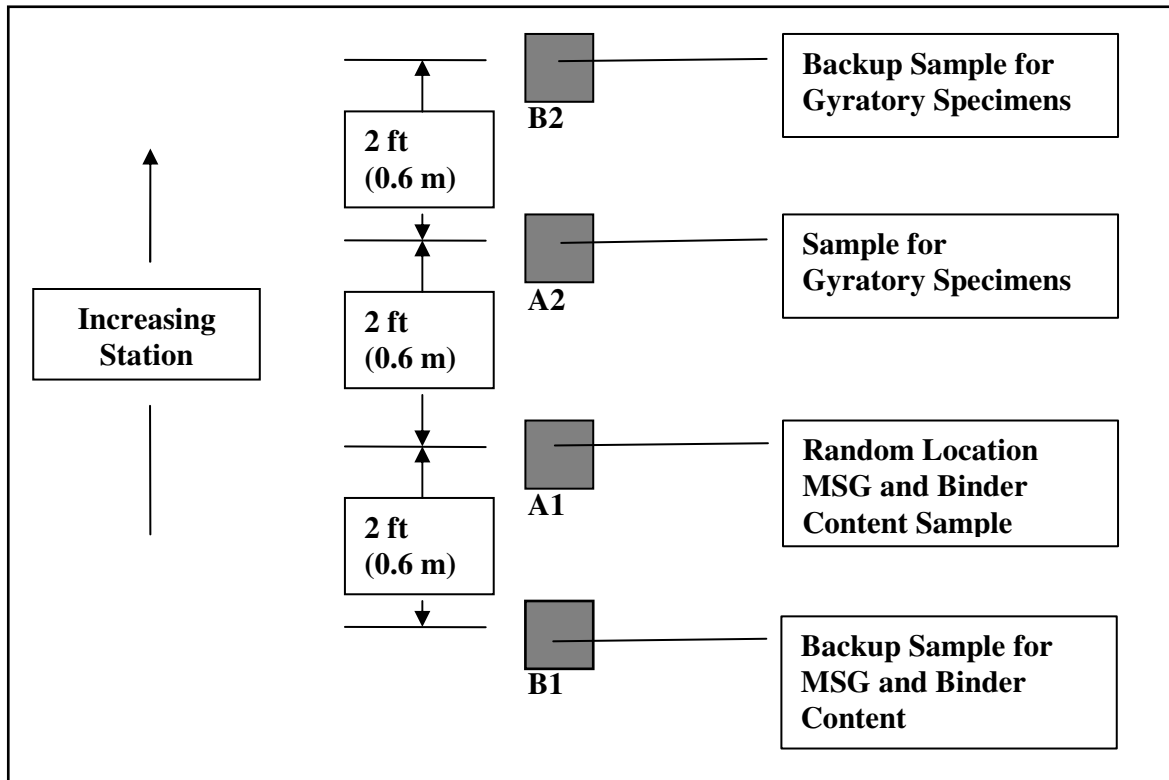 Backup Sample for
Gyratory Specimens
B2
2 ft
(0.6 m)
Sample for
Gyratory Specimens
A2
Increasing
Station
2 ft
(0.6 m)
Random Location
MSG and Binder
Content Sample
A1
2 ft
(0.6 m)
Backup Sample for
MSG and Binder
Content
B1